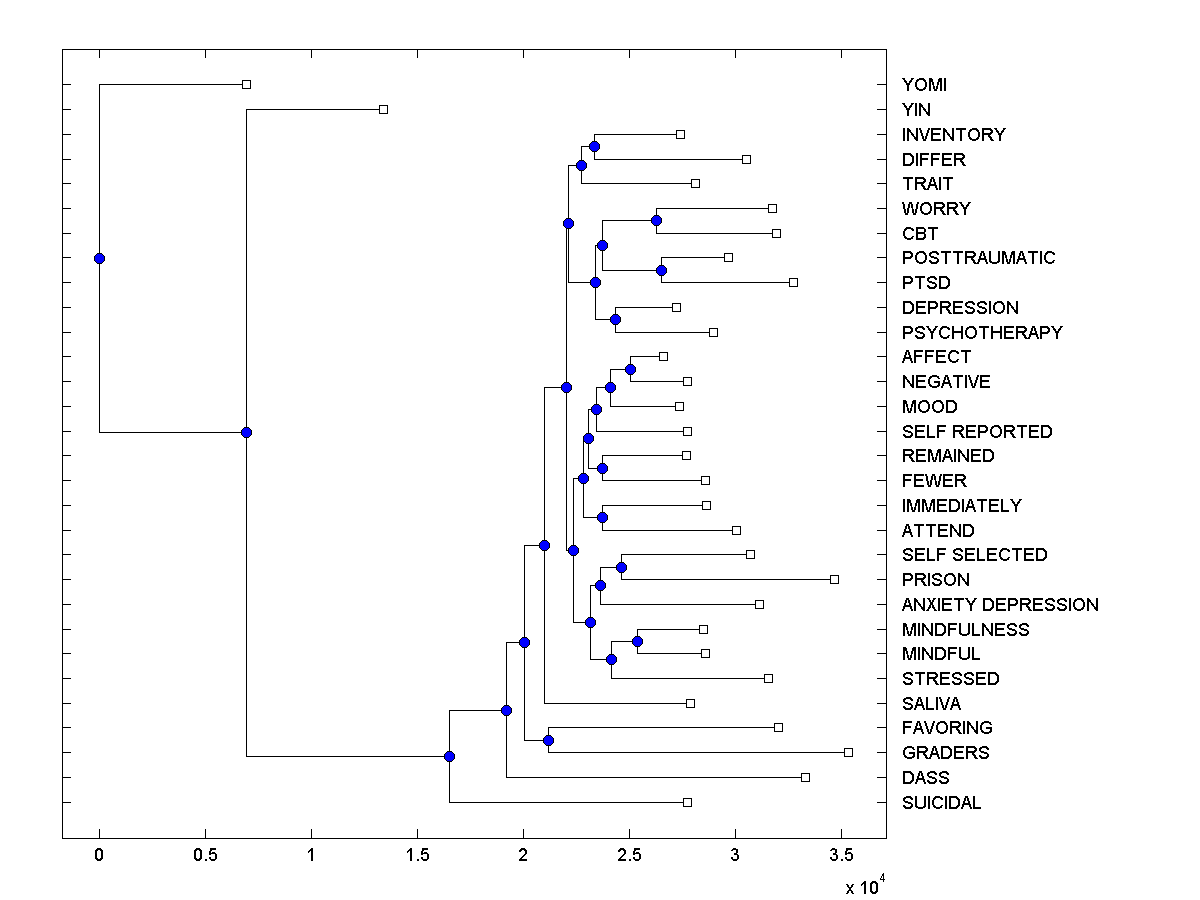 YOMI
YIN
INVENTORY
DIFFER
TRAIT
WORRY
CBT
POSTTRAUMATIC
PTSD
DEPRESSION
PSYCHOTHERAPY
AFFECT
NEGATIVE
MOOD
SELF REPORTED
REMAINED
FEWER
IMMEDIATELY
ATTEND
SELF SELECTED
PRISON
ANXIETY DEPRESSION
MINDFULNESS
MINDFUL
STRESSED
SALIVA
FAVORING
GRADERS
DASS
SUICIDAL
0 0.5 1 1.5 2 2.5 3 3.5
x 10^4